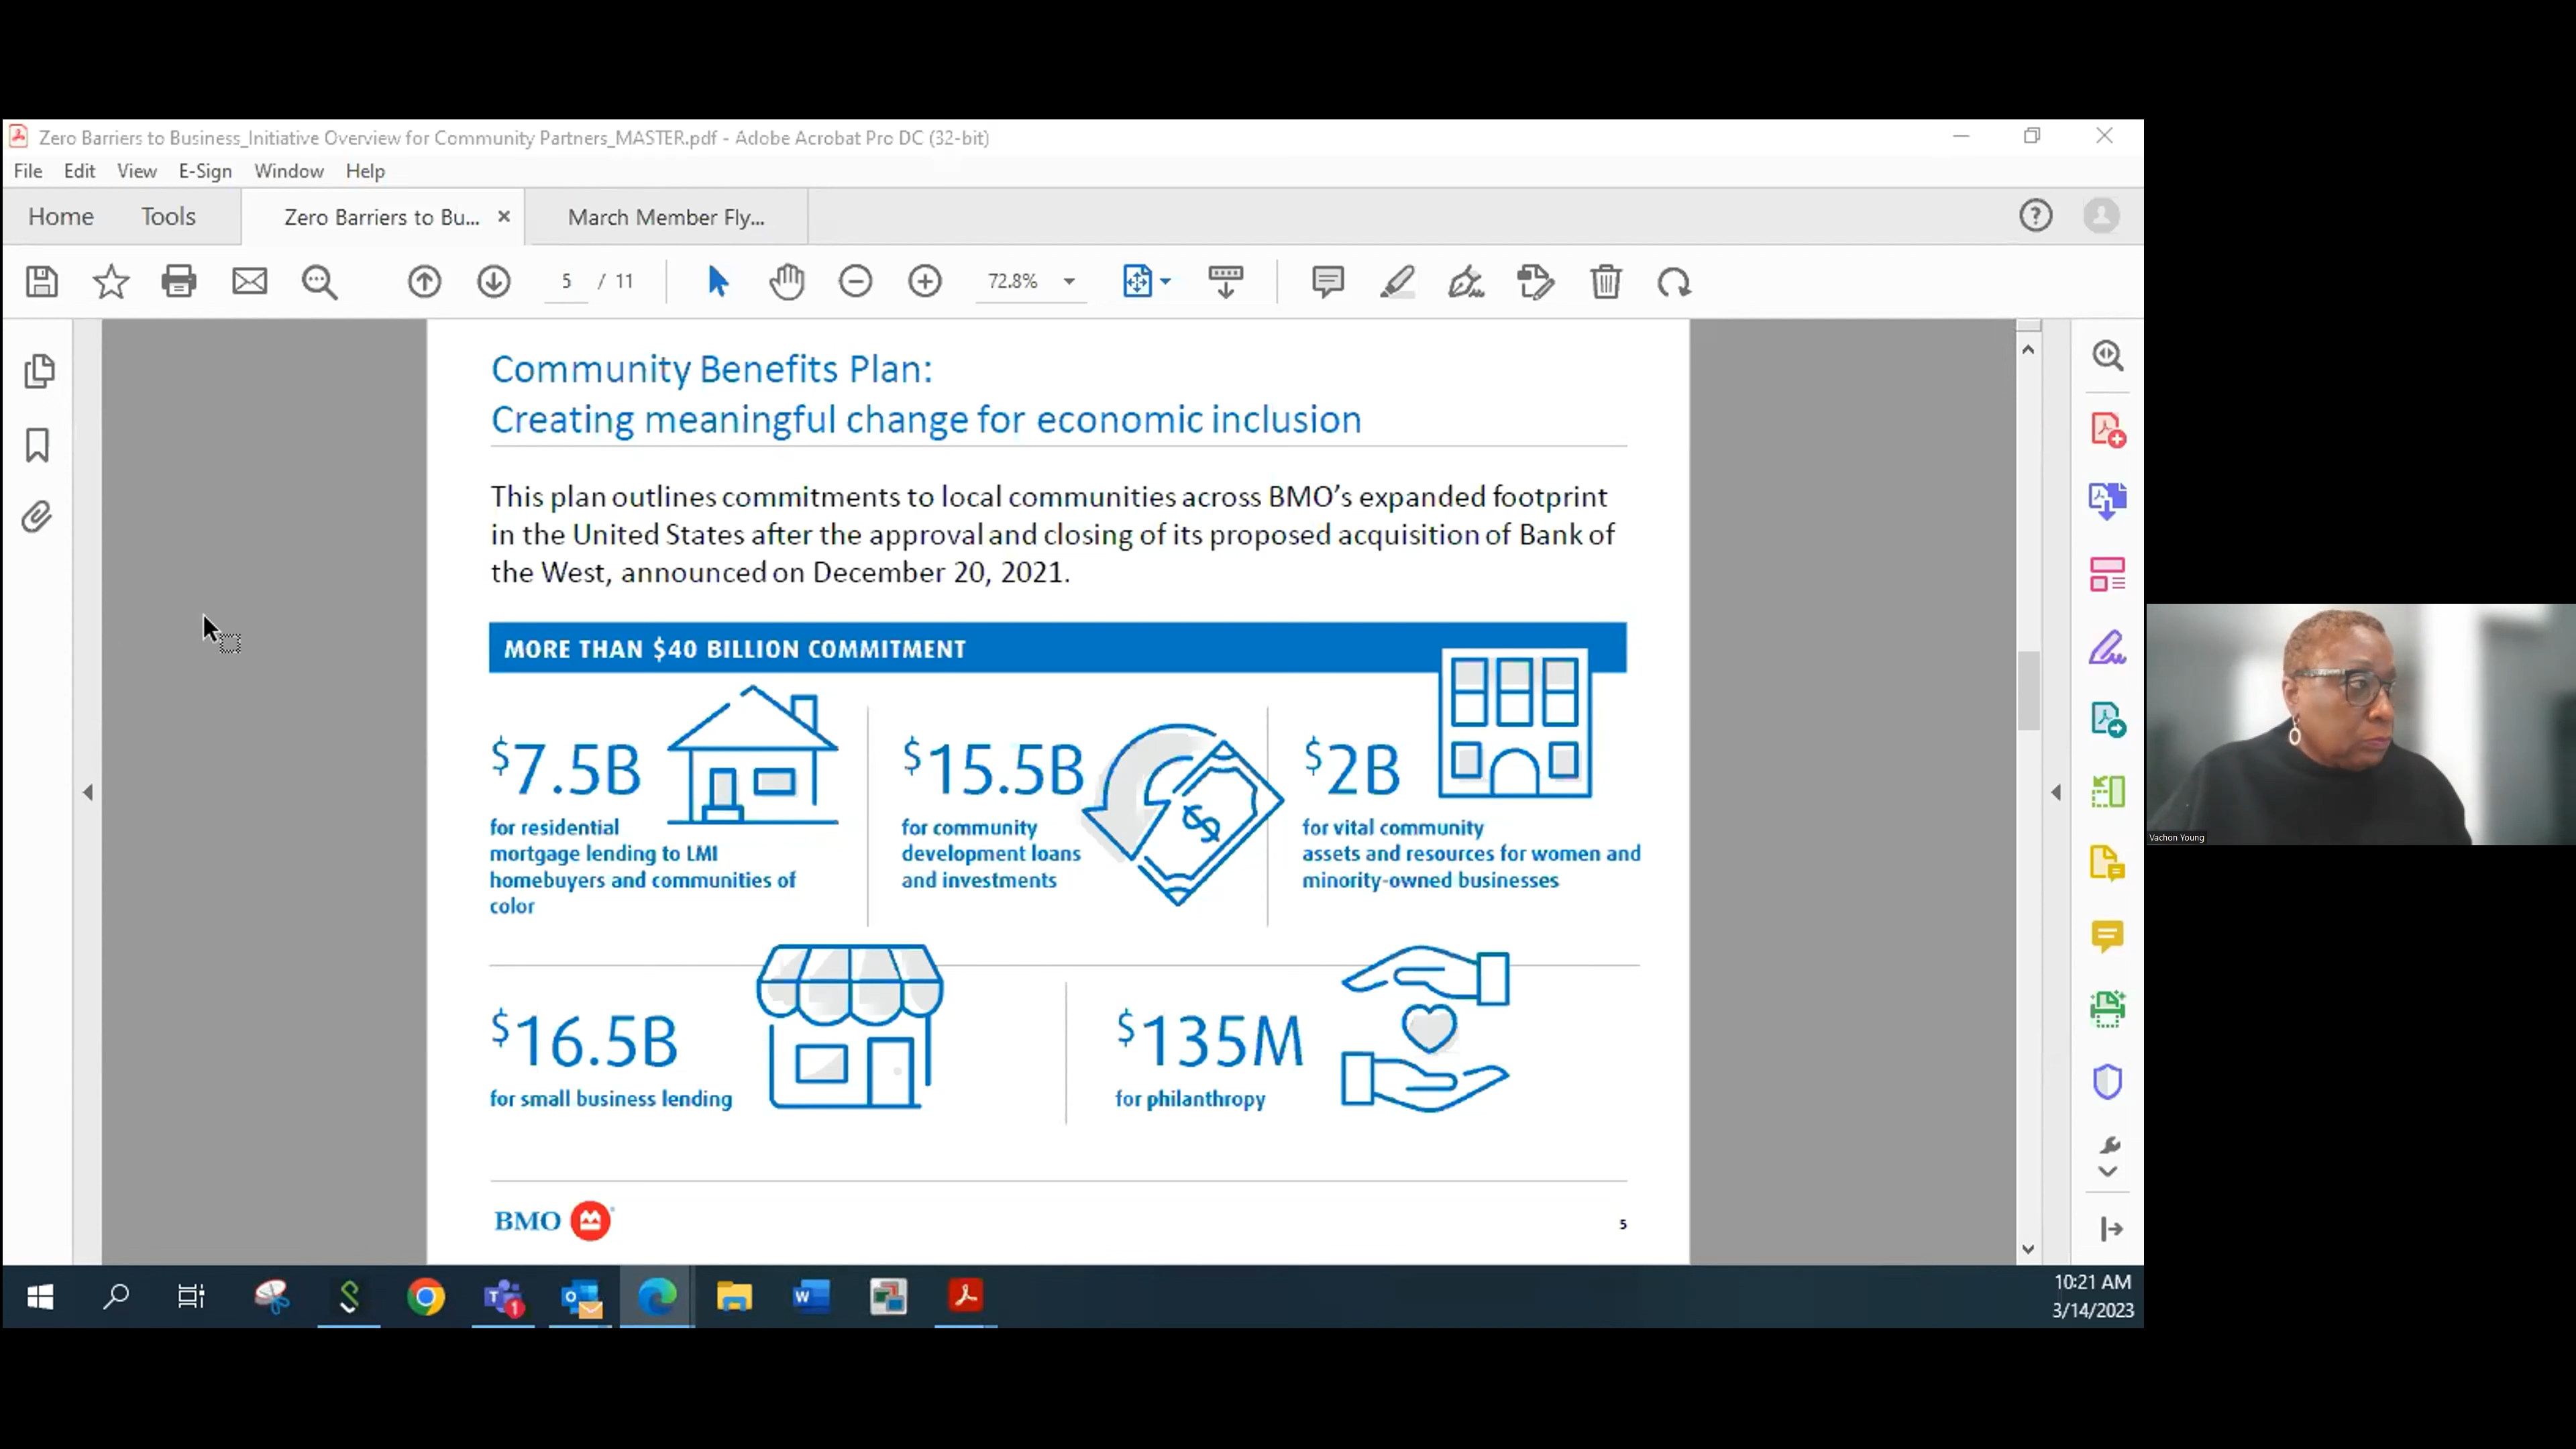 Zero Barriers to Business_Initiative Overview for Community Partners_MASTER.pdf - Adobe Acrobat Pro DC (32-bit)
File Edit View E-Sign Window Help
Home Tools Zero Barriers to Bu... × March Member Fly...
5 / 11 72.8%
Community Benefits Plan:
Creating meaningful change for economic inclusion
This plan outlines commitments to local communities across BMO's expanded footprint
in the United States after the approval and closing of its proposed acquisition of Bank of
the West, announced on December 20, 2021.
MORE THAN $40 BILLION COMMITMENT
$7.5B
for residential
mortgage lending to LMI
homebuyers and communities of
color
$15.5B
for community
development loans
and investments
$2B
for vital community
assets and resources for women and
minority-owned businesses
$16.5B
for small business lending
$135M
for philanthropy
BMO
5
Vachon Young
10:21 AM
3/14/2023